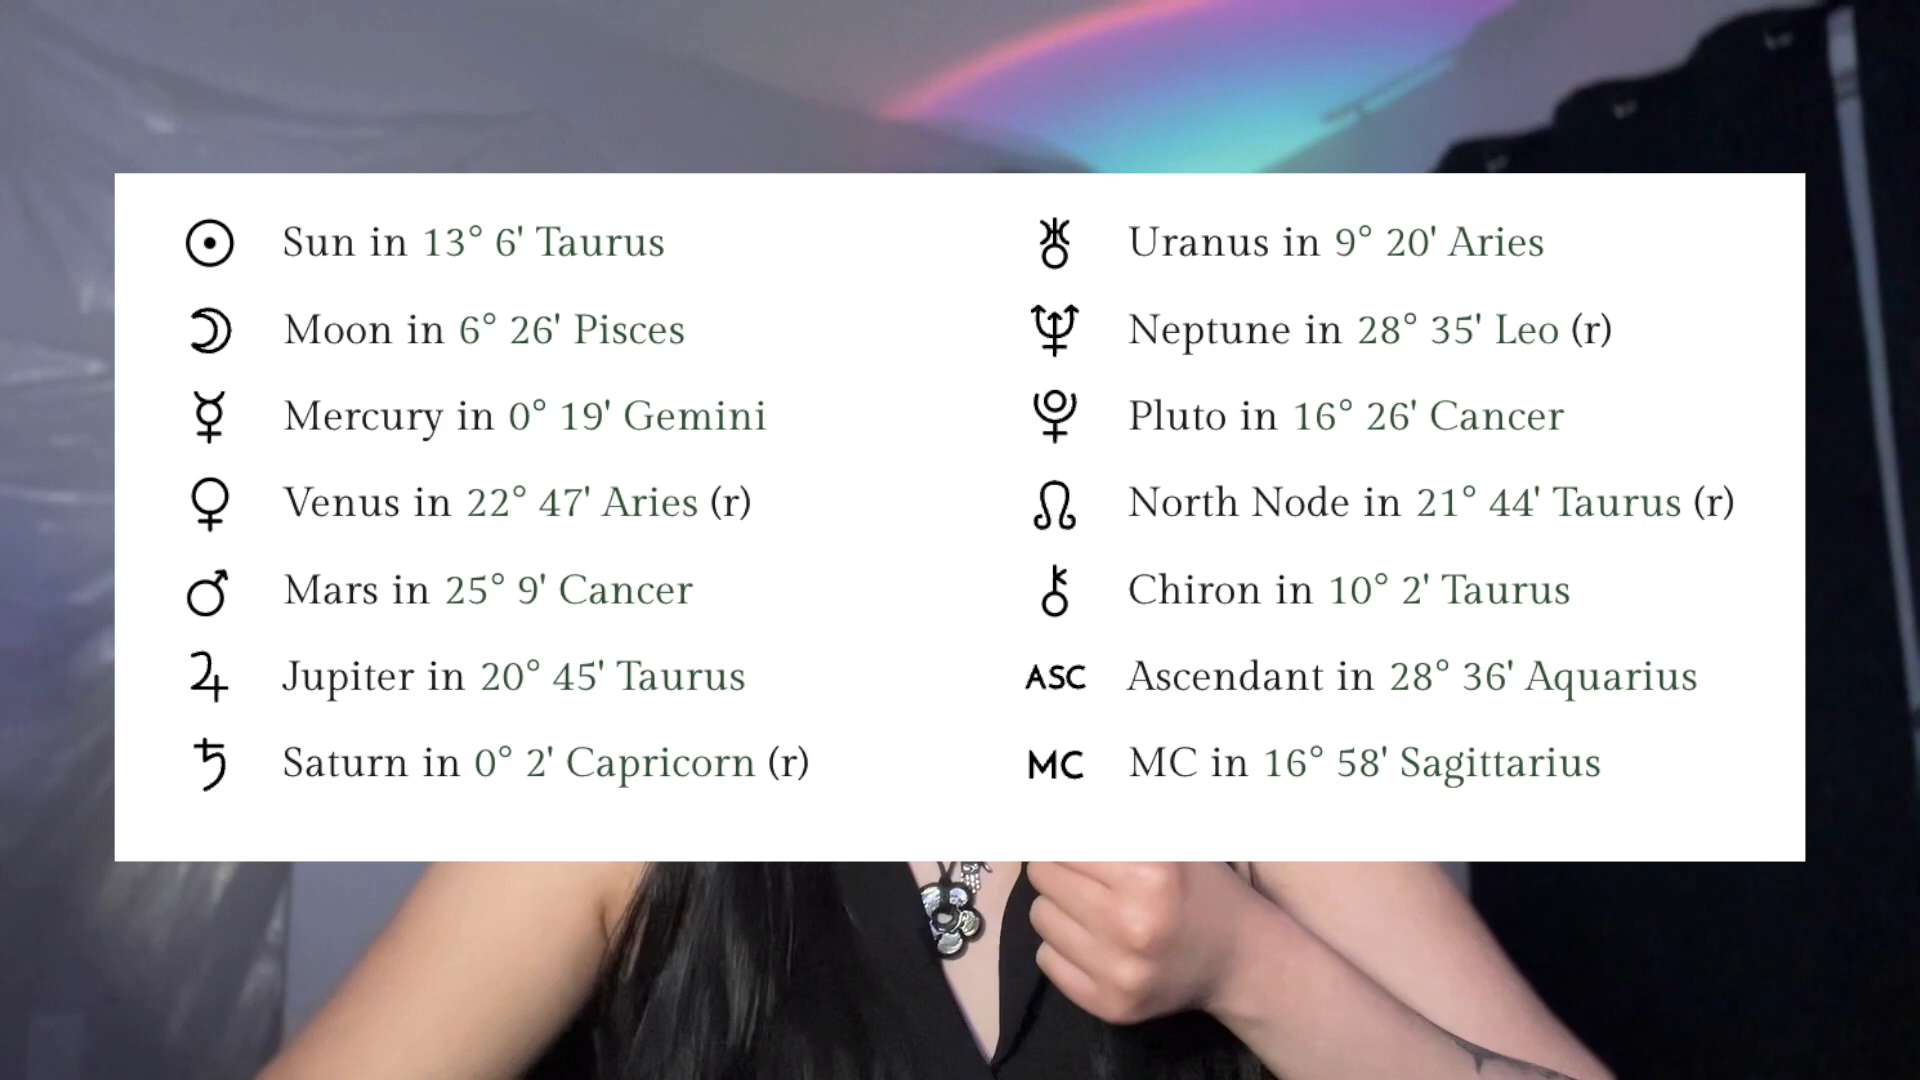 Sun in 13° 6' Taurus
Moon in 6° 26' Pisces
Mercury in 0° 19' Gemini
Venus in 22° 47' Aries (r)
Mars in 25° 9' Cancer
Jupiter in 20° 45' Taurus
Saturn in 0° 2' Capricorn (r)
Uranus in 9° 20' Aries
Neptune in 28° 35' Leo (r)
Pluto in 16° 26' Cancer
North Node in 21° 44' Taurus (r)
Chiron in 10° 2' Taurus
ASC Ascendant in 28° 36' Aquarius
MC MC in 16° 58' Sagittarius